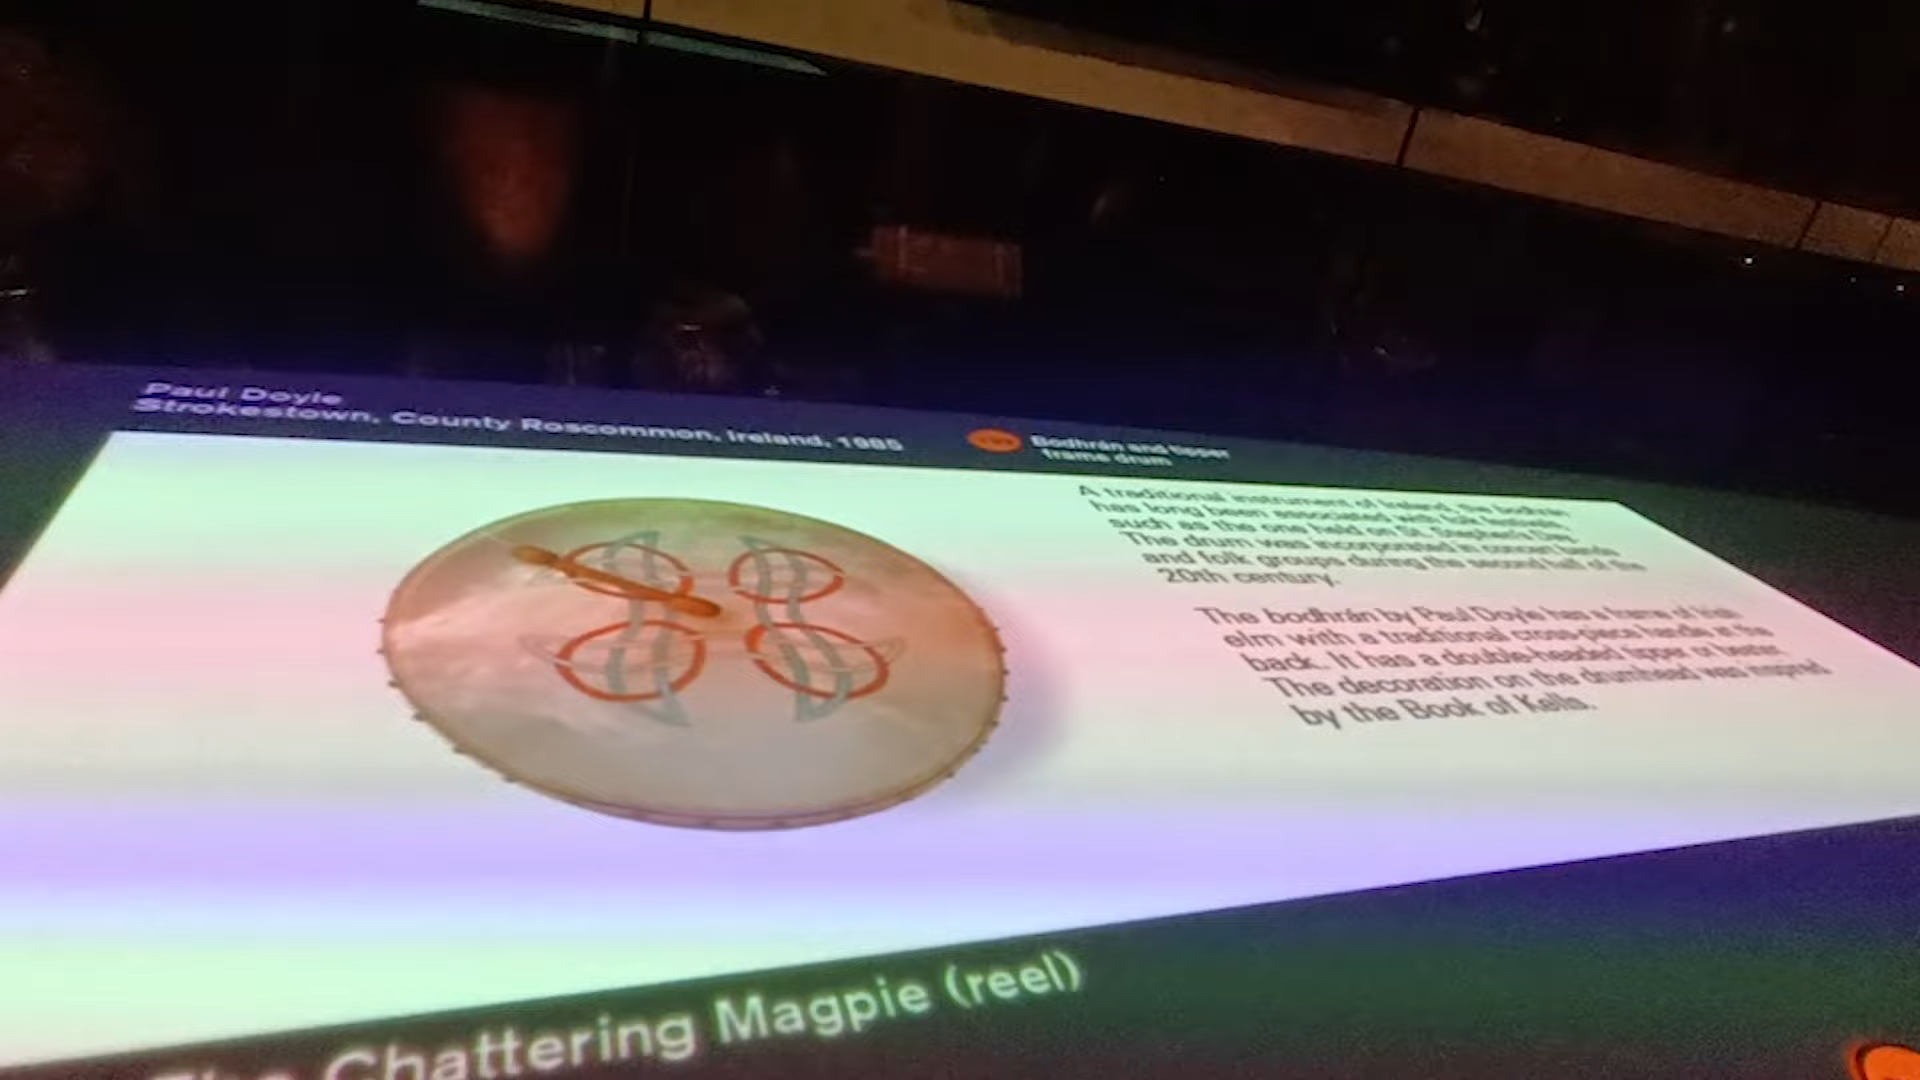 Paul Doyle
Strokestown, County Roscommon, Ireland, 1985
Bodhrán and tipper
frame drum
A traditional instrument of Ireland, the bodhrán
has long been associated with folk festivals,
such as the one held on St. Stephen's Day.
The drum was incorporated in concert bands
and folk groups during the second half of the
20th century.
The bodhrán by Paul Doyle has a frame of Irish
elm with a traditional cross-piece handle at the
back. It has a double-headed tipper or beater.
The decoration on the drumhead was inspired
by the Book of Kells.
The Chattering Magpie (reel)